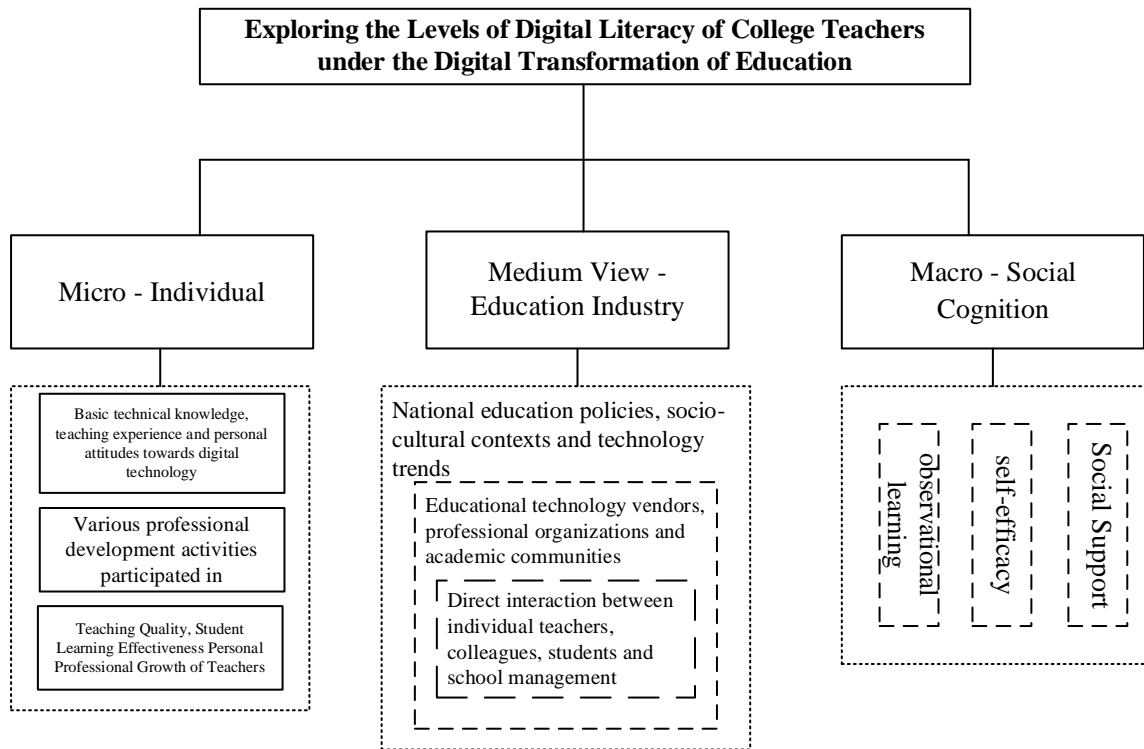 Exploring the Levels of Digital Literacy of College Teachers
under the Digital Transformation of Education
Micro - Individual
Medium View -
Education Industry
Macro - Social
Cognition
Basic technical knowledge,
teaching experience and personal
attitudes towards digital
technology
Various professional
development activities
participated in
Teaching Quality, Student
Learning Effectiveness Personal
Professional Growth of Teachers
National education policies, socio-
cultural contexts and technology
trends
Educational technology vendors,
professional organizations and
academic communities
Direct interaction between
individual teachers,
colleagues, students and
school management
observational
learning
self-efficacy
Social Support